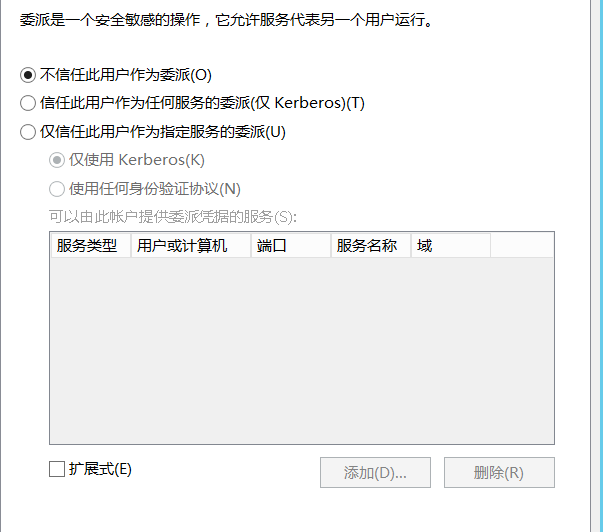 委派是一个安全敏感的操作，它允许服务代表另一个用户运行。
不信任此用户作为委派(O)
信任此用户作为任何服务的委派(仅 Kerberos)(T)
仅信任此用户作为指定服务的委派(U)
仅使用 Kerberos(K)
使用任何身份验证协议(N)
可以由此帐户提供委派凭据的服务(S):
服务类型 用户或计算机 端口 服务名称 域
扩展式(E) 添加(D)... 删除(R)